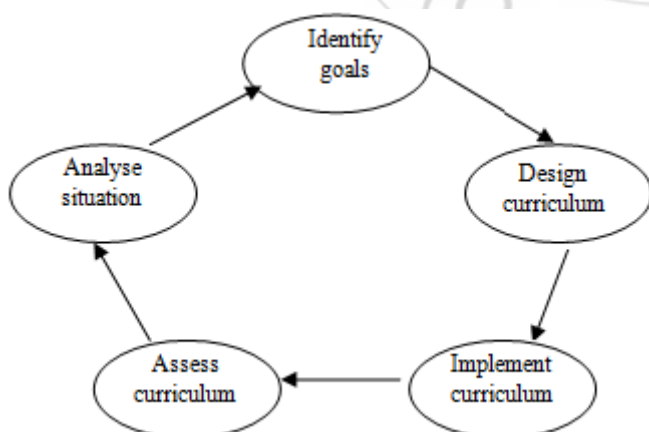 Identify
goals
Analyse
situation
Design
curriculum
Assess
curriculum
Implement
curriculum